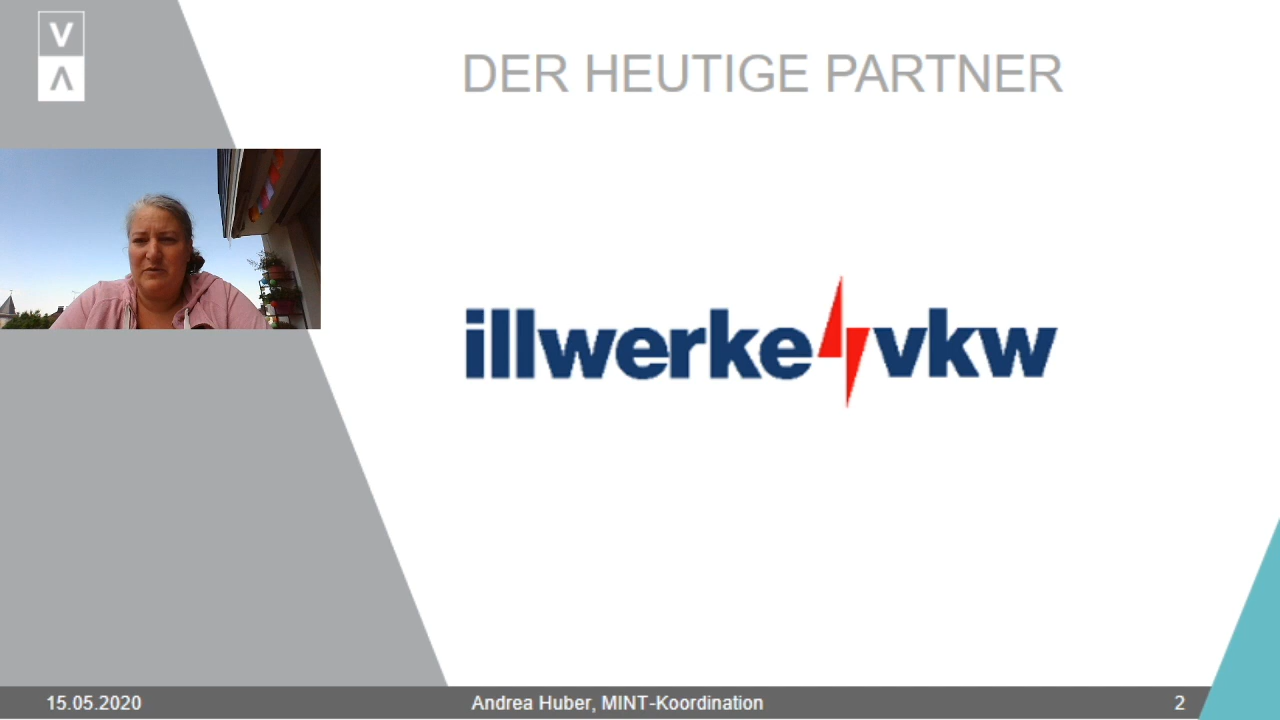 V
Λ
DER HEUTIGE PARTNER
illwerke vkw
15.05.2020
Andrea Huber, MINT-Koordination
2